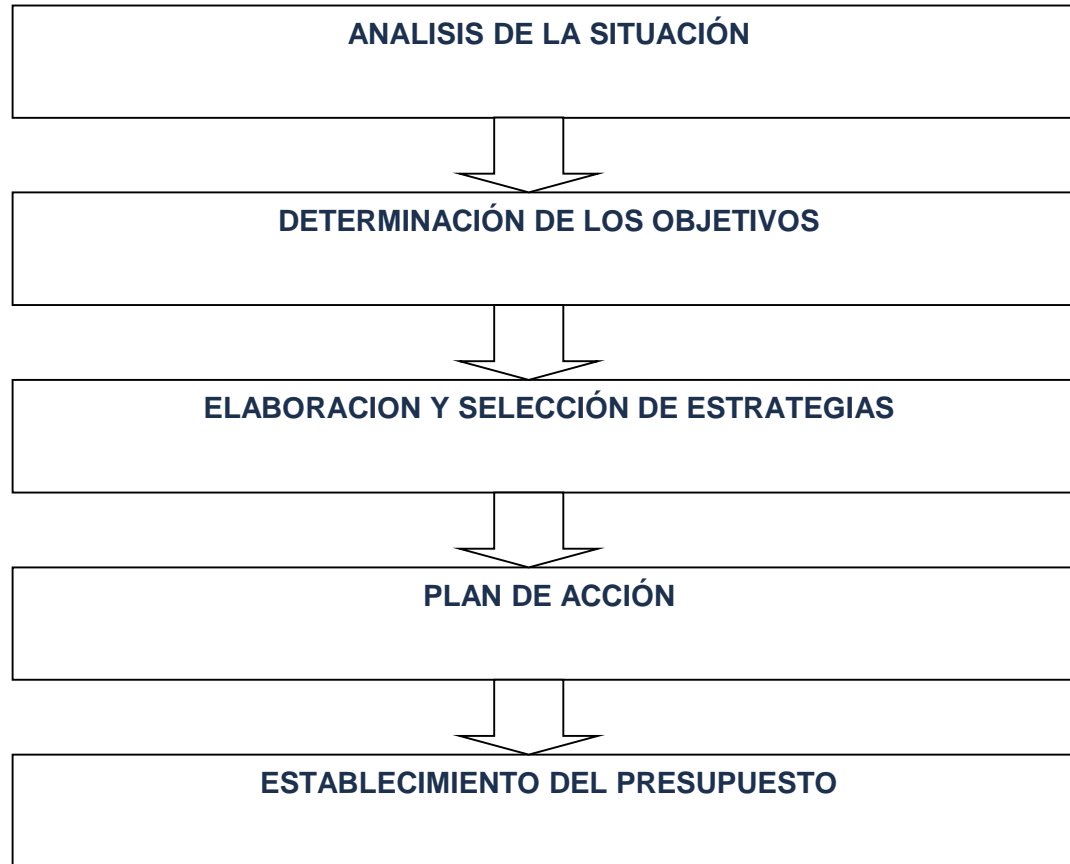 ANALISIS DE LA SITUACIÓN
DETERMINACIÓN DE LOS OBJETIVOS
ELABORACION Y SELECCIÓN DE ESTRATEGIAS
PLAN DE ACCIÓN
ESTABLECIMIENTO DEL PRESUPUESTO